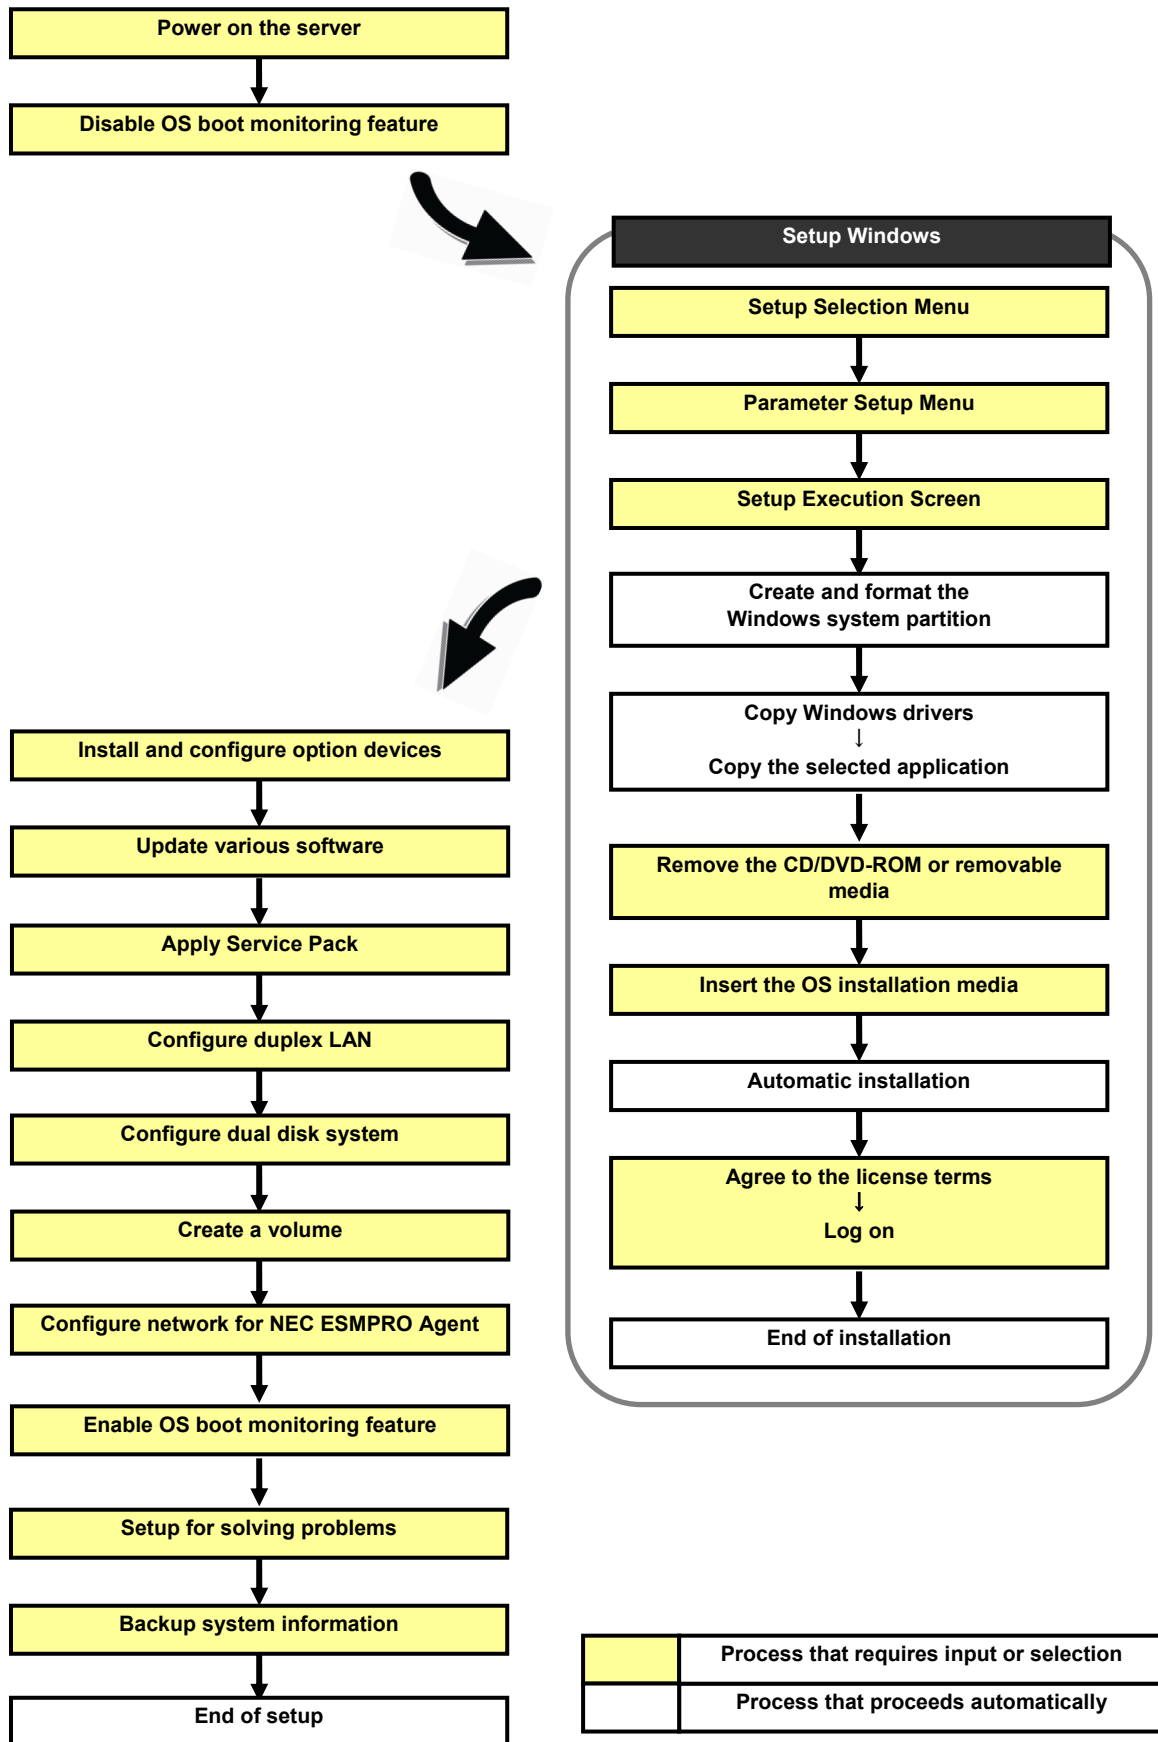 Power on the server
Disable OS boot monitoring feature
Setup Windows
Setup Selection Menu
Parameter Setup Menu
Setup Execution Screen
Create and format the
Windows system partition
Copy Windows drivers
↓
Copy the selected application
Remove the CD/DVD-ROM or removable
media
Insert the OS installation media
Automatic installation
Agree to the license terms
↓
Log on
End of installation
Install and configure option devices
Update various software
Apply Service Pack
Configure duplex LAN
Configure dual disk system
Create a volume
Configure network for NEC ESMPRO Agent
Enable OS boot monitoring feature
Setup for solving problems
Backup system information
End of setup
Process that requires input or selection
Process that proceeds automatically